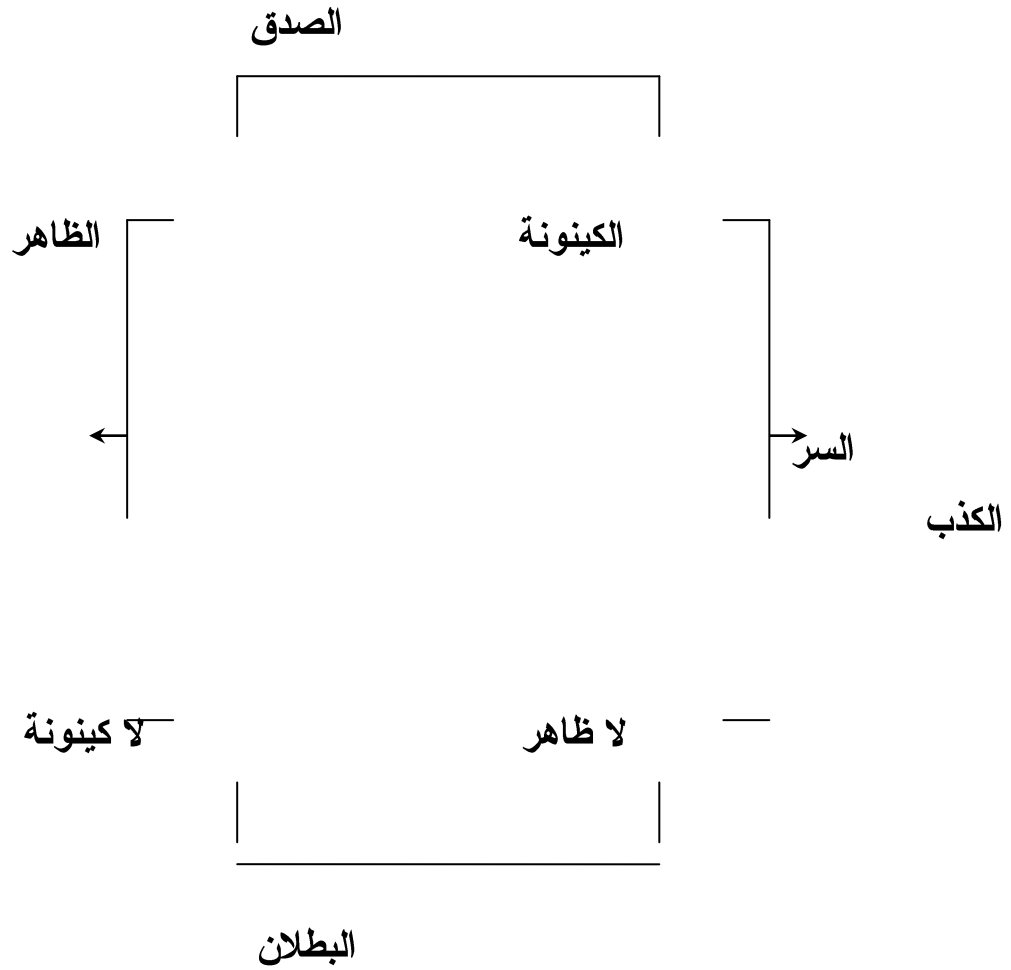 الصدق
الكينونة
الظاهر
السر
الكذب
لا ظاهر
لا كينونة
البطلان